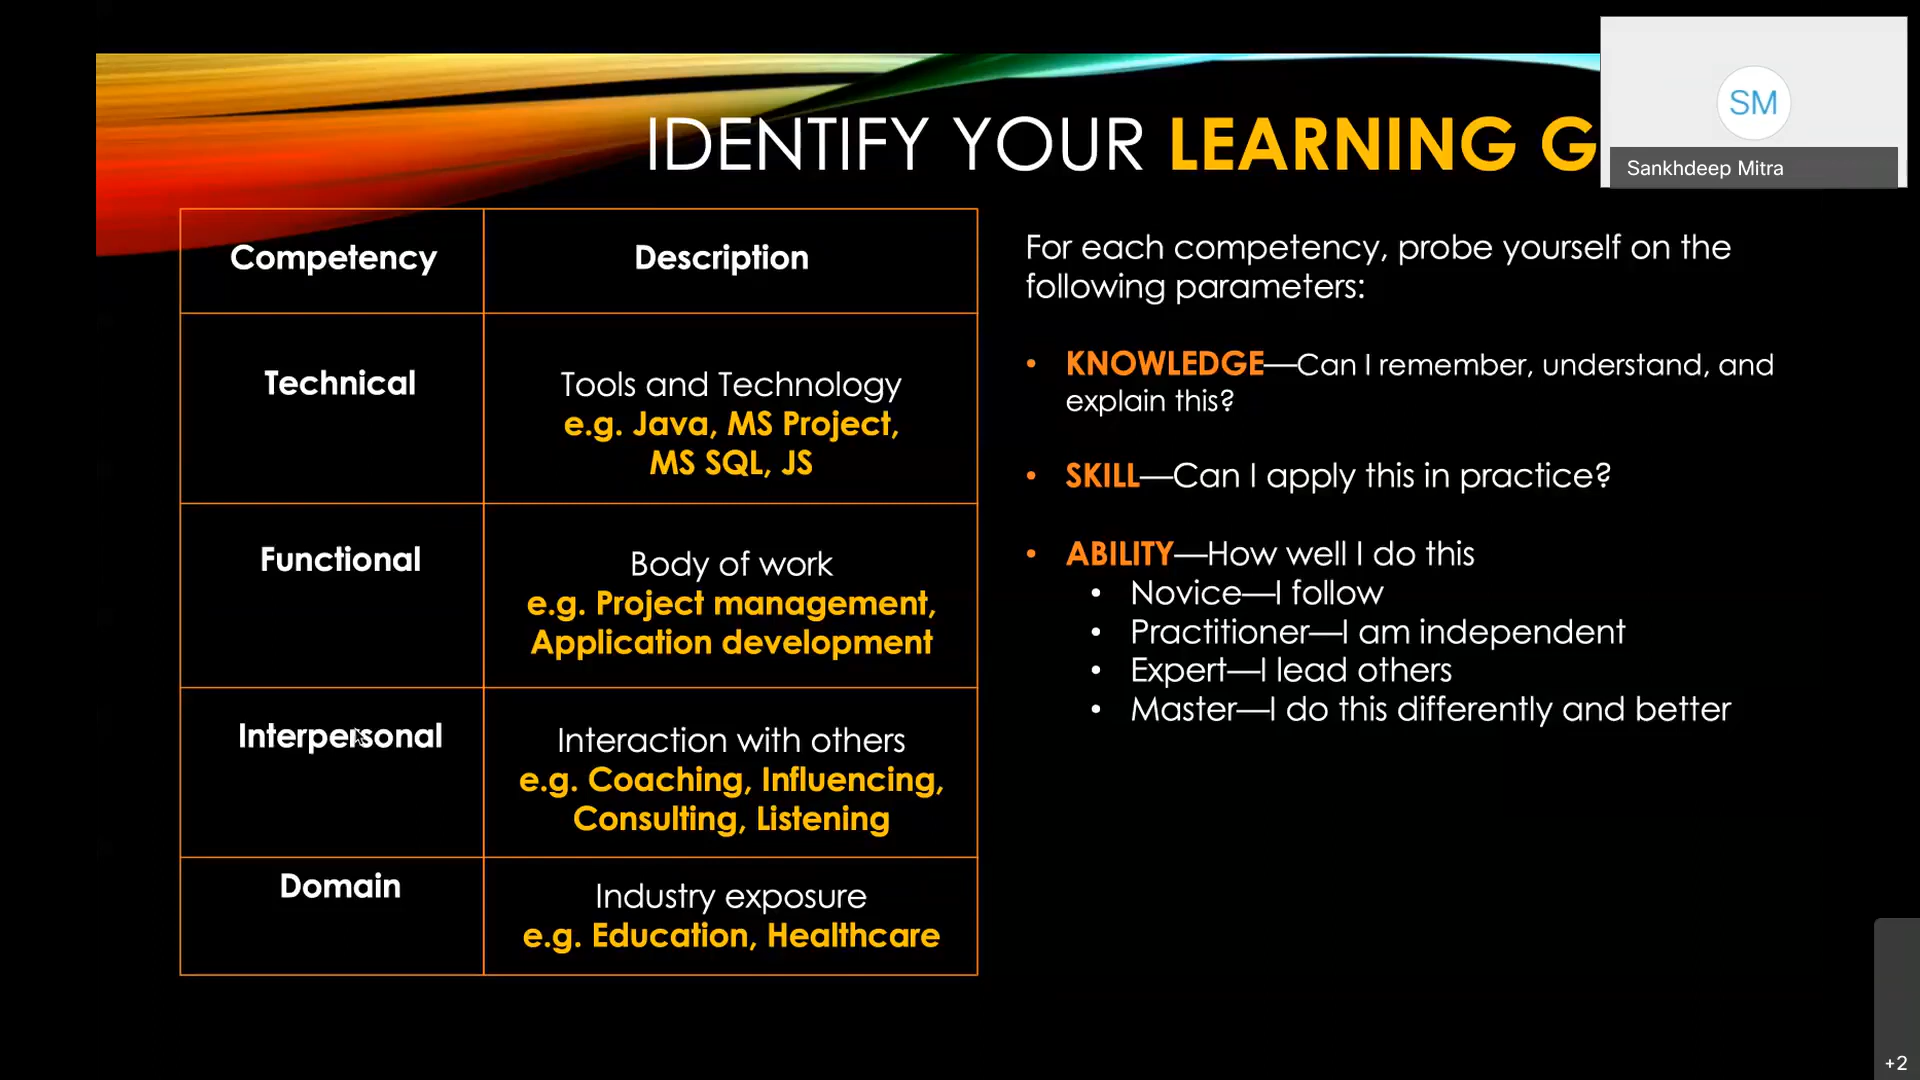 IDENTIFY YOUR LEARNING G
SM
Sankhdeep Mitra
Competency
Description
Technical
Tools and Technology
e.g. Java, MS Project,
MS SQL, JS
Functional
Body of work
e.g. Project management,
Application development
Interpersonal
Interaction with others
e.g. Coaching, Influencing,
Consulting, Listening
Domain
Industry exposure
e.g. Education, Healthcare
For each competency, probe yourself on the
following parameters:
• KNOWLEDGE—Can I remember, understand, and
explain this?
• SKILL—Can I apply this in practice?
• ABILITY—How well I do this
• Novice—I follow
• Practitioner—I am independent
• Expert—I lead others
• Master—I do this differently and better
+2